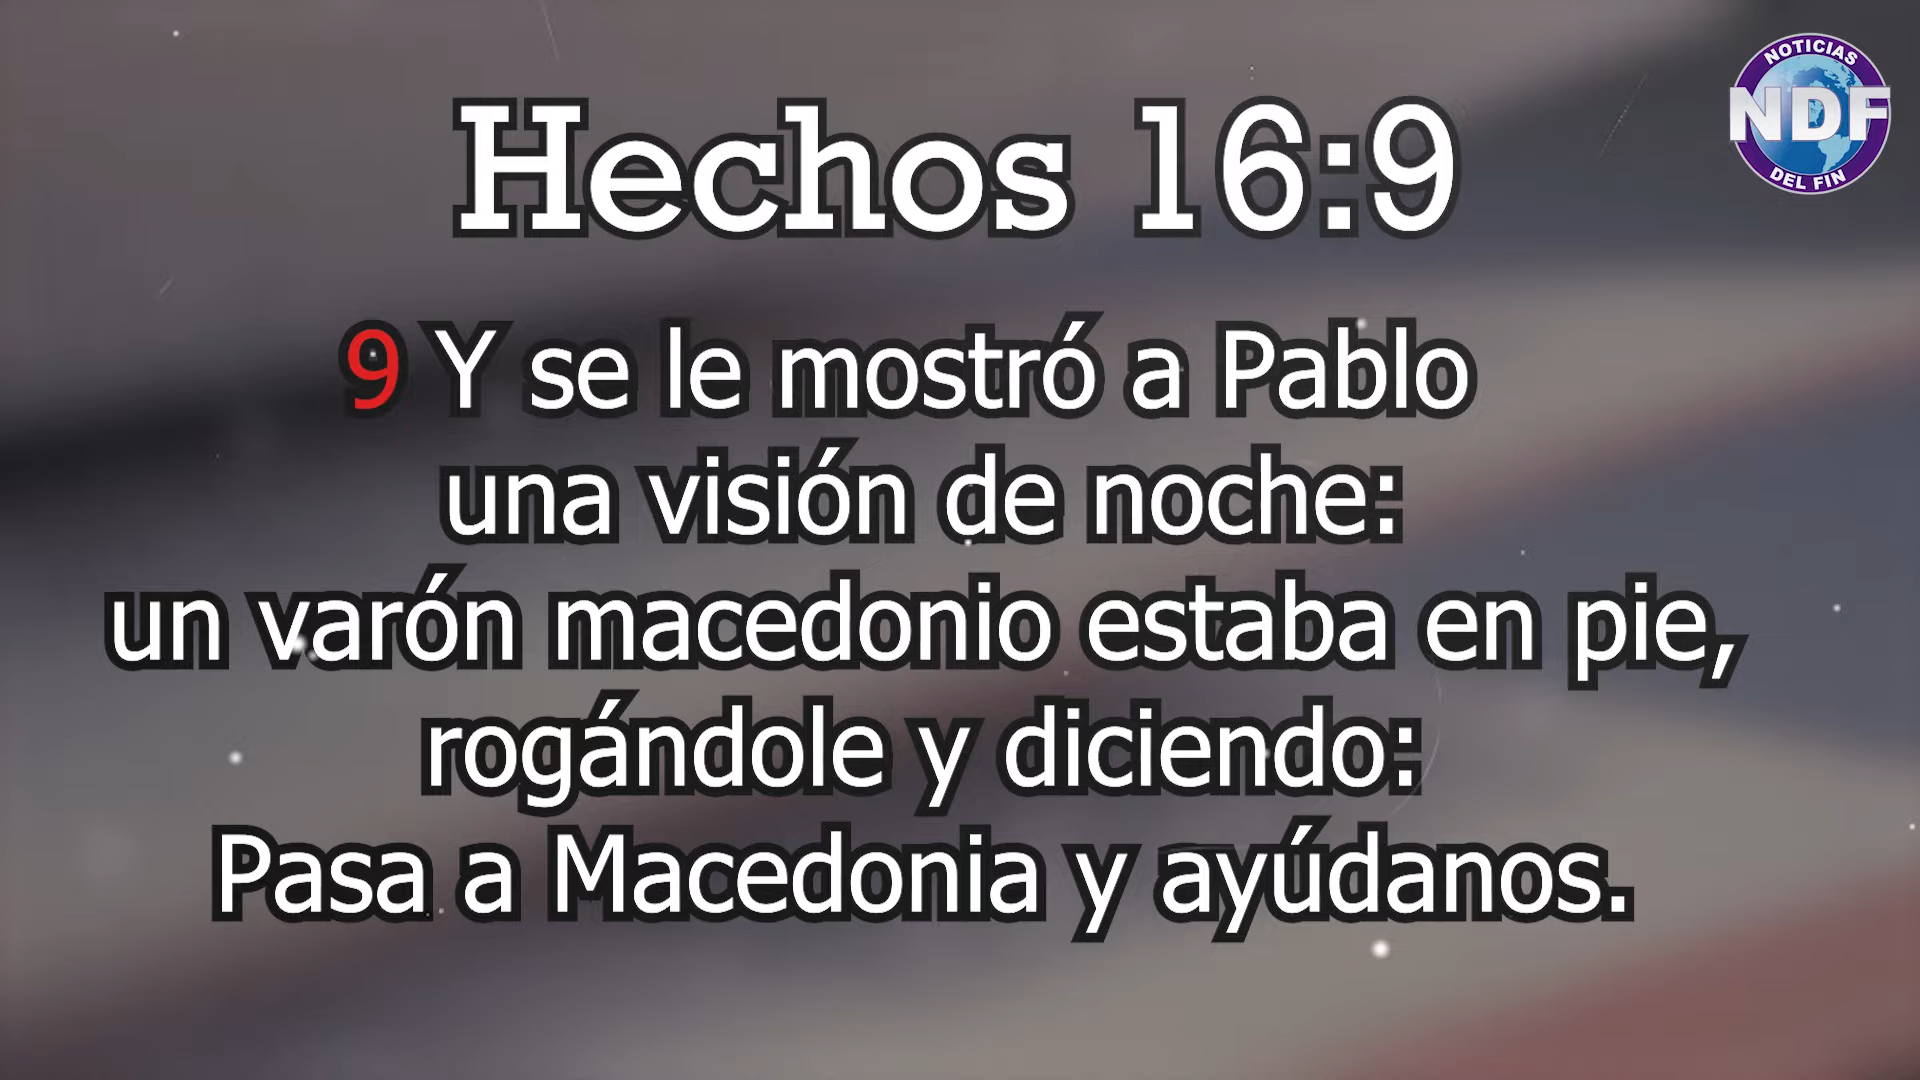 NOTICIAS
NDF
DEL FIN
Hechos 16:9
9 Y se le mostró a Pablo
una visión de noche:
un varón macedonio estaba en pie,
rogándole y diciendo:
Pasa a Macedonia y ayúdanos.